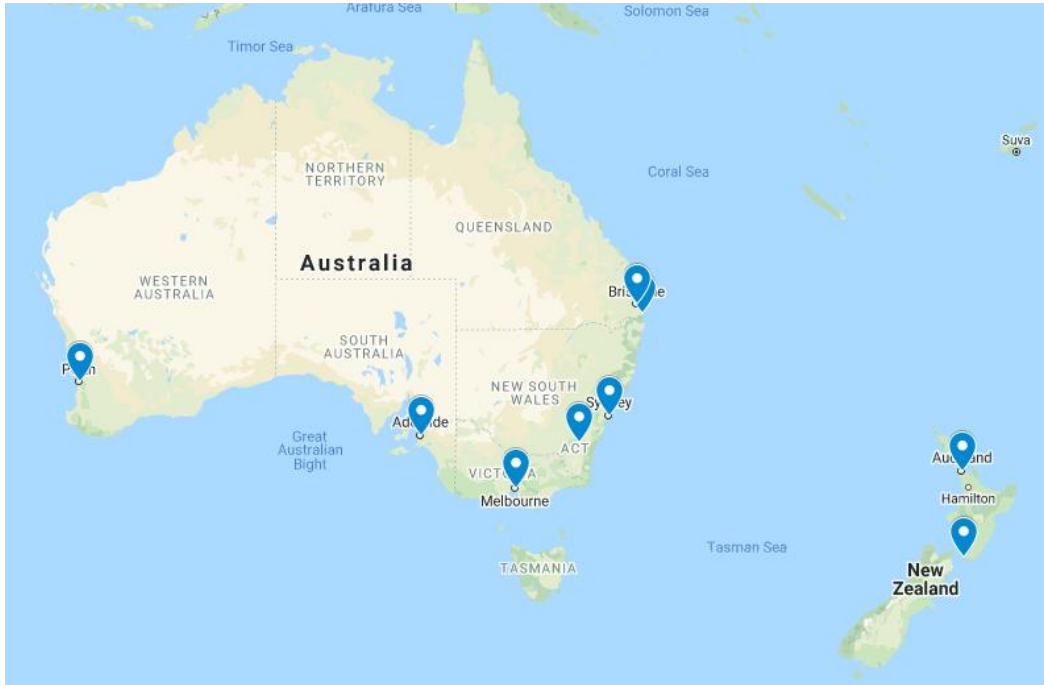 Arafura Sea
Solomon Sea
Timor Sea
Suva
NORTHERN
TERRITORY
Coral Sea
QUEENSLAND
Australia
WESTERN
AUSTRALIA
SOUTH
AUSTRALIA
NEW SOUTH
WALES
Great
Australian
Bight
ACT
Melbourne
Hamilton
Tasman Sea
TASMANIA
New
Zealand